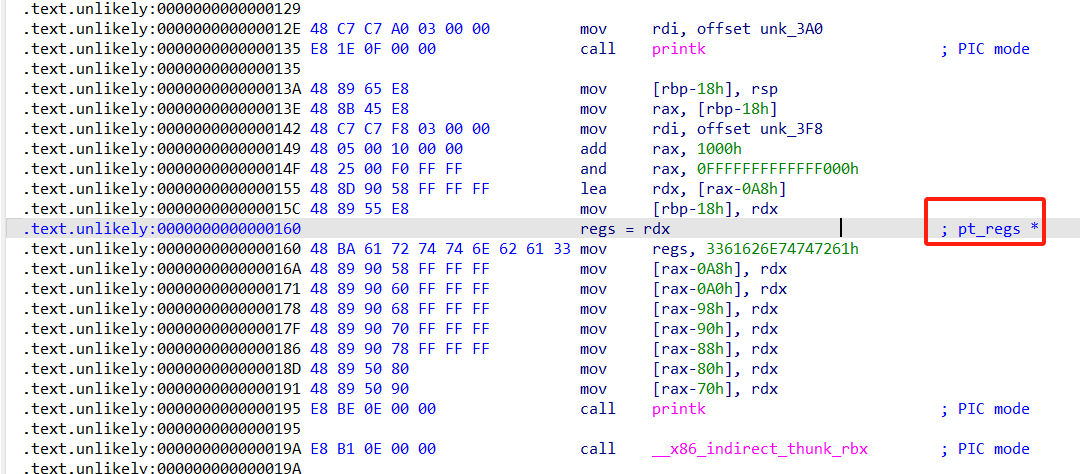 .text.unlikely:0000000000000129
.text.unlikely:000000000000012E 48 C7 C7 A0 03 00 00 mov rdi, offset unk_3A0
.text.unlikely:0000000000000135 E8 1E 0F 00 00 call printk ; PIC mode
.text.unlikely:0000000000000135
.text.unlikely:000000000000013A 48 89 65 E8 mov [rbp-18h], rsp
.text.unlikely:000000000000013E 48 8B 45 E8 mov rax, [rbp-18h]
.text.unlikely:0000000000000142 48 C7 C7 F8 03 00 00 mov rdi, offset unk_3F8
.text.unlikely:0000000000000149 48 05 00 10 00 00 add rax, 1000h
.text.unlikely:000000000000014F 48 25 00 F0 FF FF and rax, 0FFFFFFFFFFFFF000h
.text.unlikely:0000000000000155 48 8D 90 58 FF FF FF lea rdx, [rax-0A8h]
.text.unlikely:000000000000015C 48 89 55 E8 mov [rbp-18h], rdx
.text.unlikely:0000000000000160 regs = rdx ; pt_regs *
.text.unlikely:0000000000000160 48 BA 61 72 74 74 6E 62 61 33 mov regs, 3361626E74747261h
.text.unlikely:000000000000016A 48 89 90 58 FF FF FF mov [rax-0A8h], rdx
.text.unlikely:0000000000000171 48 89 90 60 FF FF FF mov [rax-0A0h], rdx
.text.unlikely:0000000000000178 48 89 90 68 FF FF FF mov [rax-98h], rdx
.text.unlikely:000000000000017F 48 89 90 70 FF FF FF mov [rax-90h], rdx
.text.unlikely:0000000000000186 48 89 90 78 FF FF FF mov [rax-88h], rdx
.text.unlikely:000000000000018D 48 89 50 80 mov [rax-80h], rdx
.text.unlikely:0000000000000191 48 89 50 90 mov [rax-70h], rdx
.text.unlikely:0000000000000195 E8 BE 0E 00 00 call printk ; PIC mode
.text.unlikely:0000000000000195
.text.unlikely:000000000000019A E8 B1 0E 00 00 call __x86_indirect_thunk_rbx ; PIC mode
.text.unlikely:000000000000019A